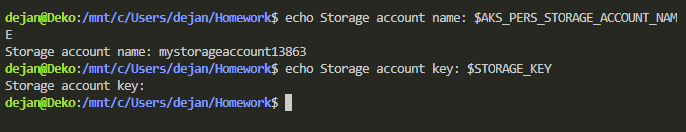 dejan@Deko:/mnt/c/Users/dejan/Homework$ echo Storage account name: $AKS_PERS_STORAGE_ACCOUNT_NAM
E
Storage account name: mystorageaccount13863
dejan@Deko:/mnt/c/Users/dejan/Homework$ echo Storage account key: $STORAGE_KEY
Storage account key:
dejan@Deko:/mnt/c/Users/dejan/Homework$